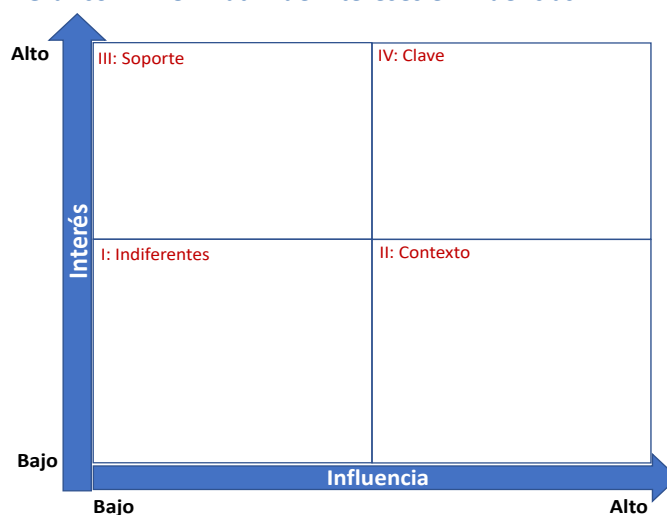 Alto
III: Soporte
IV: Clave
Interés
I: Indiferentes
II: Contexto
Bajo
Influencia
Bajo
Alto